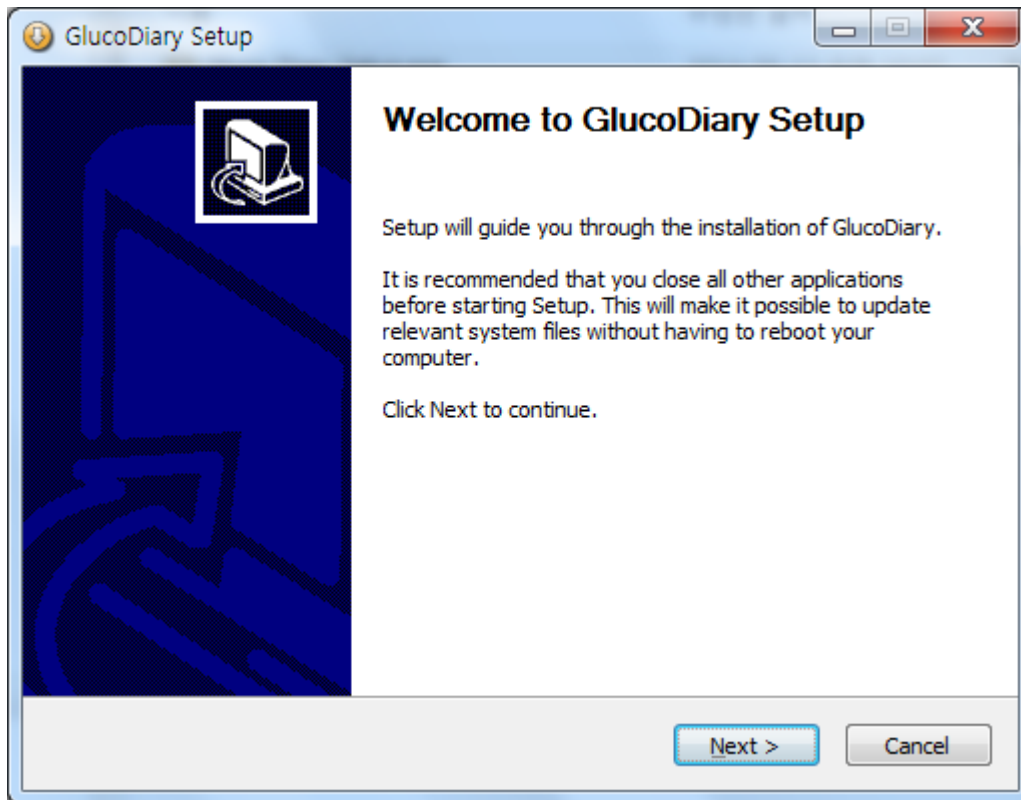 GlucoDiary Setup
Welcome to GlucoDiary Setup
Setup will guide you through the installation of GlucoDiary.
It is recommended that you close all other applications
before starting Setup. This will make it possible to update
relevant system files without having to reboot your
computer.
Click Next to continue.
Next >
Cancel